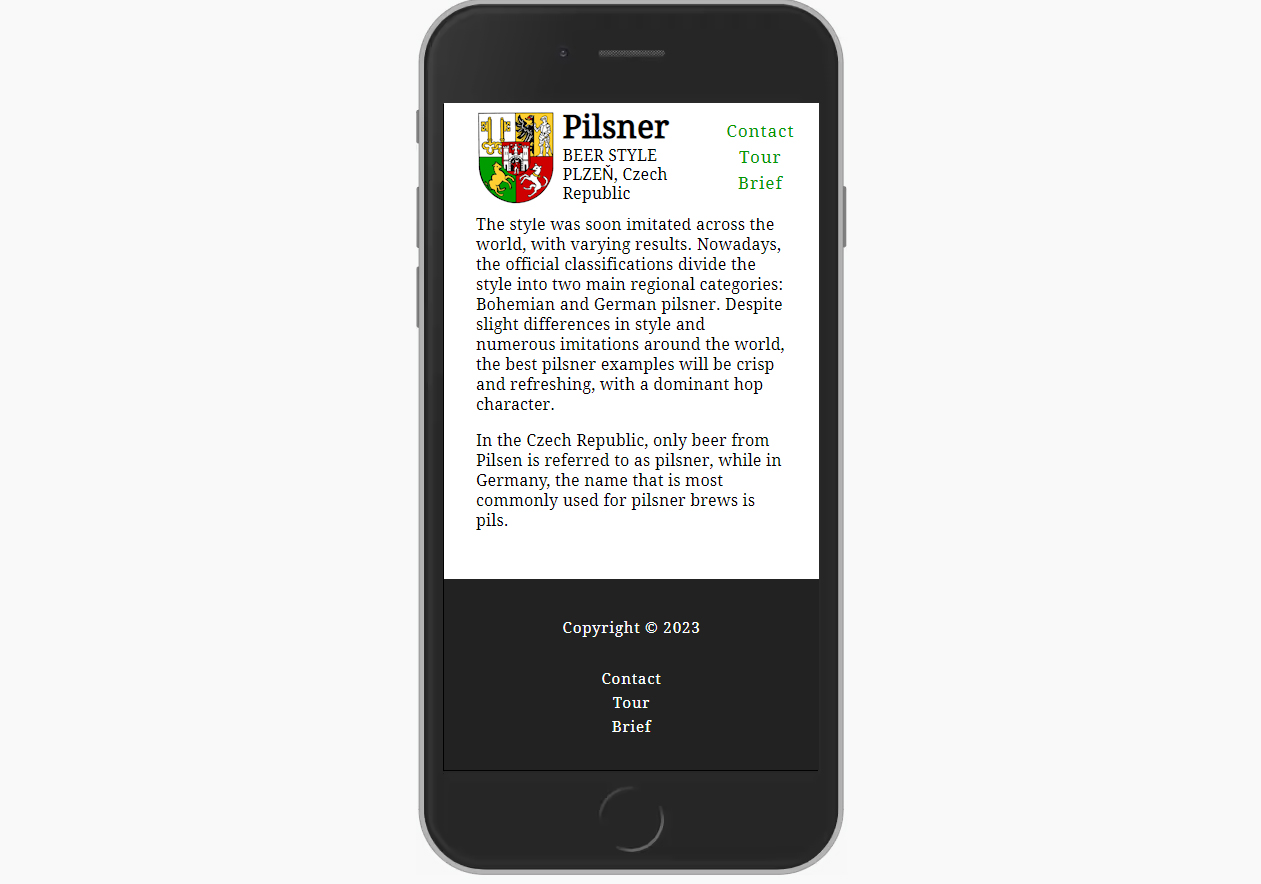 Pilsner
BEER STYLE
PLZEŇ, Czech
Republic
Contact
Tour
Brief
The style was soon imitated across the
world, with varying results. Nowadays,
the official classifications divide the
style into two main regional categories:
Bohemian and German pilsner. Despite
slight differences in style and
numerous imitations around the world,
the best pilsner examples will be crisp
and refreshing, with a dominant hop
character.
In the Czech Republic, only beer from
Pilsen is referred to as pilsner, while in
Germany, the name that is most
commonly used for pilsner brews is
pils.
Copyright © 2023
Contact
Tour
Brief